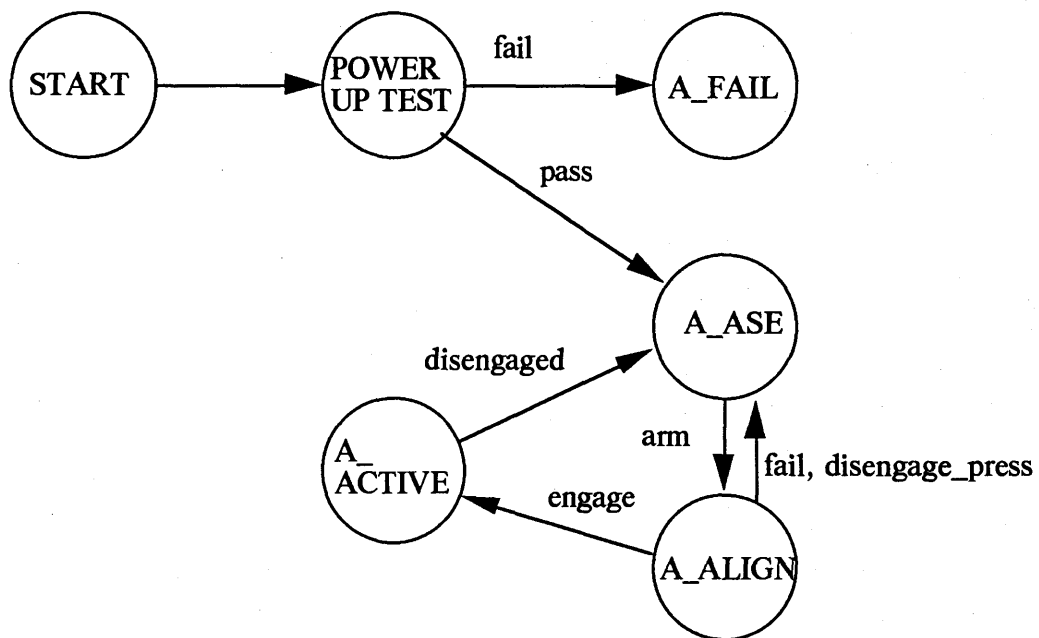 START
POWER
UP TEST
fail
A_FAIL
pass
A_ASE
disengaged
arm
fail, disengage_press
A_
ACTIVE
engage
A_ALIGN